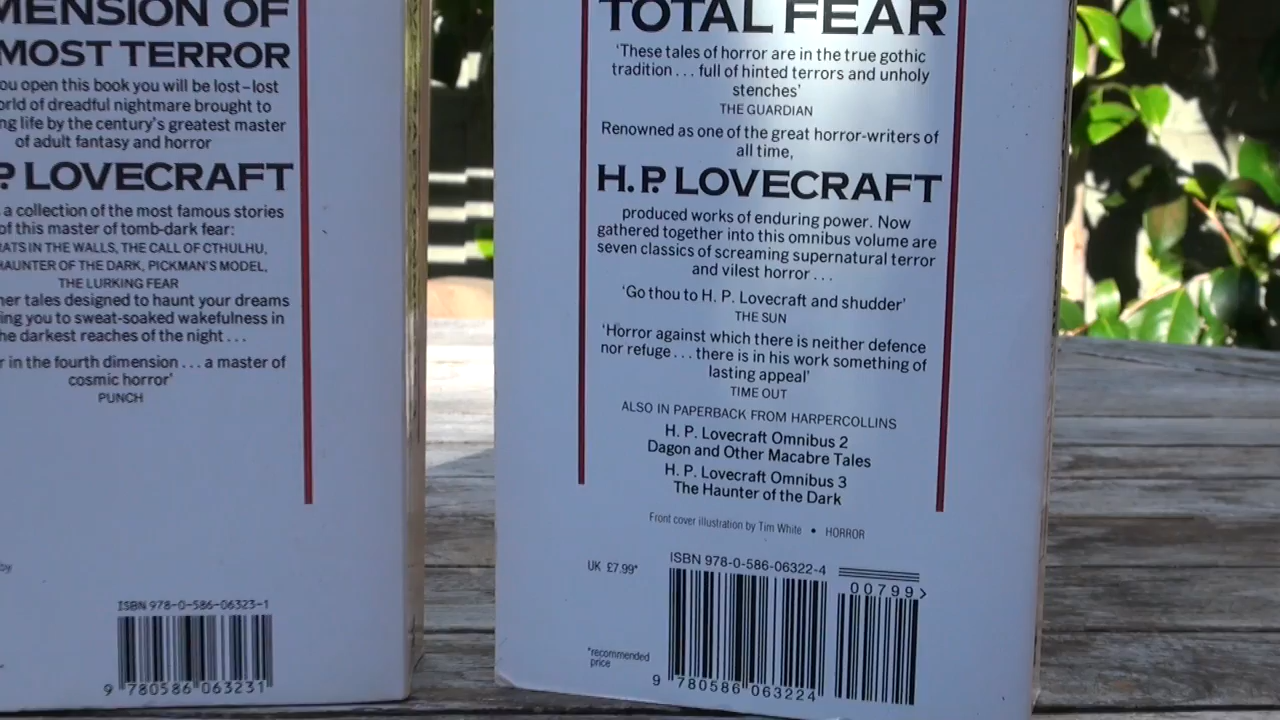 MENSION OF
MOST TERROR
ou open this book you will be lost–lost
orld of dreadful nightmare brought to
ng life by the century's greatest master
of adult fantasy and horror
P. LOVECRAFT
a collection of the most famous stories
of this master of tomb-dark fear:
ATS IN THE WALLS, THE CALL OF CTHULHU,
HAUNTER OF THE DARK, PICKMAN'S MODEL,
THE LURKING FEAR
her tales designed to haunt your dreams
ing you to sweat-soaked wakefulness in
he darkest reaches of the night . . .
r in the fourth dimension . . . a master of
cosmic horror'
PUNCH
by
ISBN 978-0-586-06323-1
9 780586 063231
TOTAL FEAR
'These tales of horror are in the true gothic
tradition . . . full of hinted terrors and unholy
stenches'
THE GUARDIAN
Renowned as one of the great horror-writers of
all time,
H.P. LOVECRAFT
produced works of enduring power. Now
gathered together into this omnibus volume are
seven classics of screaming supernatural terror
and vilest horror . . .
'Go thou to H. P. Lovecraft and shudder'
THE SUN
'Horror against which there is neither defence
nor refuge . . . there is in his work something of
lasting appeal'
TIME OUT
ALSO IN PAPERBACK FROM HARPERCOLLINS
H. P. Lovecraft Omnibus 2
Dagon and Other Macabre Tales
H. P. Lovecraft Omnibus 3
The Haunter of the Dark
Front cover illustration by Tim White • HORROR
UK £7.99*
ISBN 978-0-586-06322-4
00799>
*recommended
price
9 780586 063224